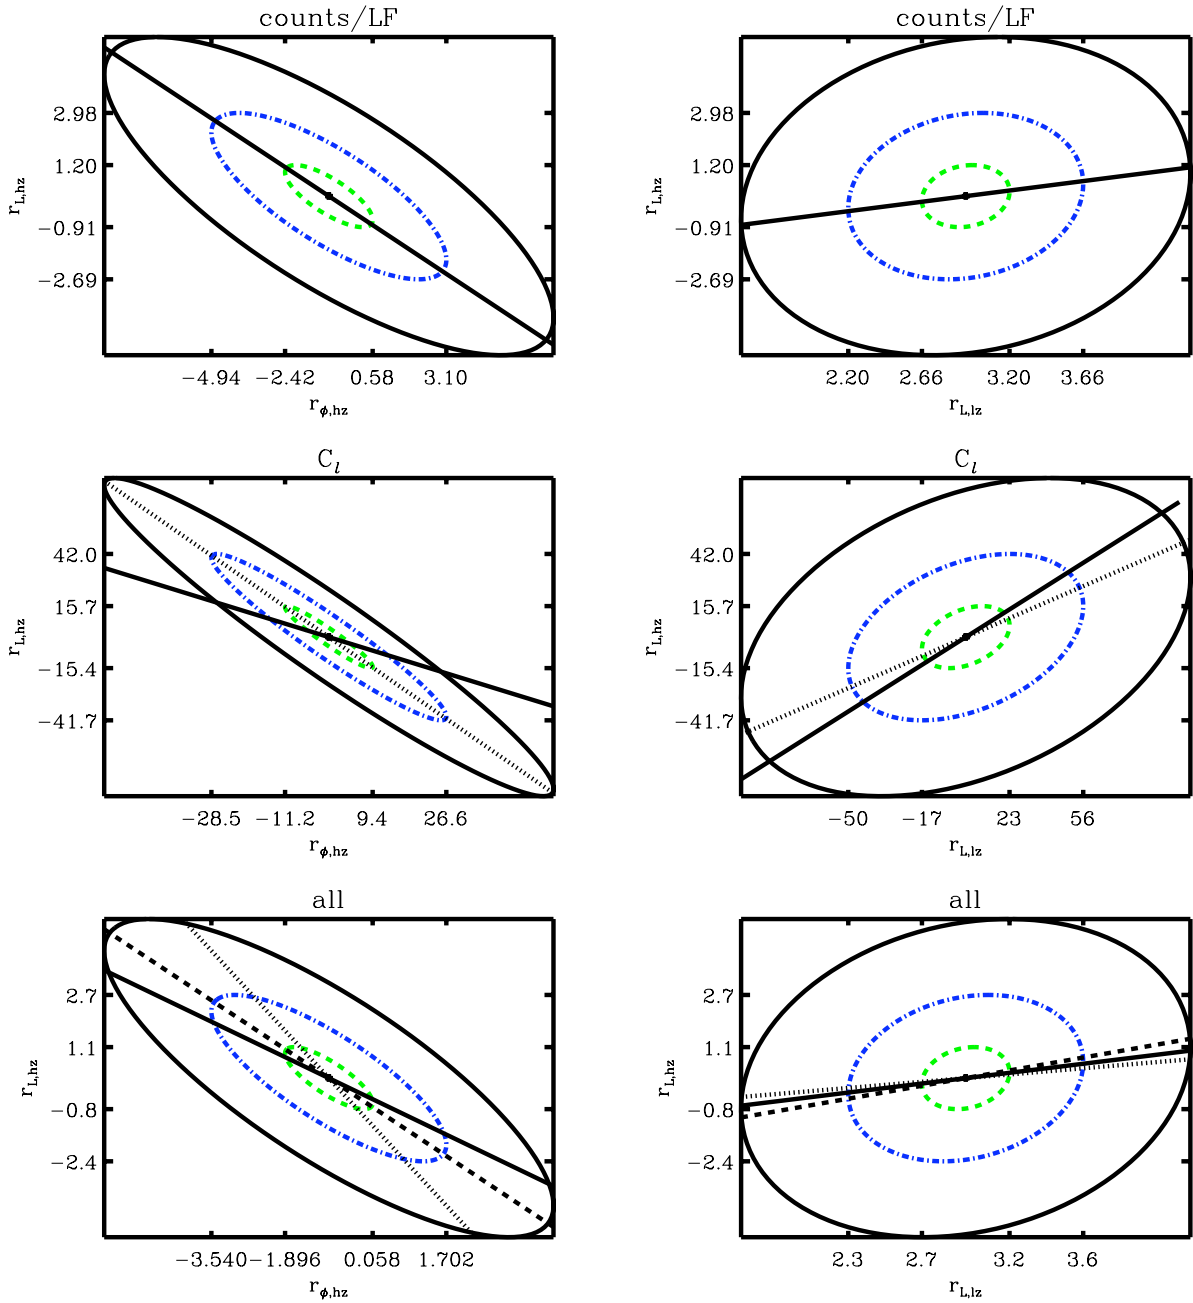 counts/LF
2.98
1.20
−0.91
−2.69
r_L,hz
−4.94 −2.42 0.58 3.10
r_ϕ,hz
counts/LF
2.98
1.20
−0.91
−2.69
r_L,hz
2.20 2.66 3.20 3.66
r_L,lz
C_l
42.0
15.7
−15.4
−41.7
r_L,hz
−28.5 −11.2 9.4 26.6
r_ϕ,hz
C_l
42.0
15.7
−15.4
−41.7
r_L,hz
−50 −17 23 56
r_L,lz
all
2.7
1.1
−0.8
−2.4
r_L,hz
−3.540 −1.896 0.058 1.702
r_ϕ,hz
all
2.7
1.1
−0.8
−2.4
r_L,hz
2.3 2.7 3.2 3.6
r_L,lz